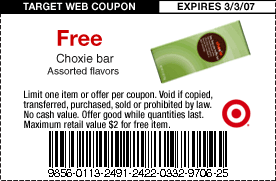 TARGET WEB COUPON EXPIRES 3/3/07
Free
Choxie bar
Assorted flavors
Limit one item or offer per coupon. Void if copied,
transferred, purchased, sold or prohibited by law.
No cash value. Offer good while quantities last.
Maximum retail value $2 for free item.
9856-0113-2491-2422-0332-9706-25